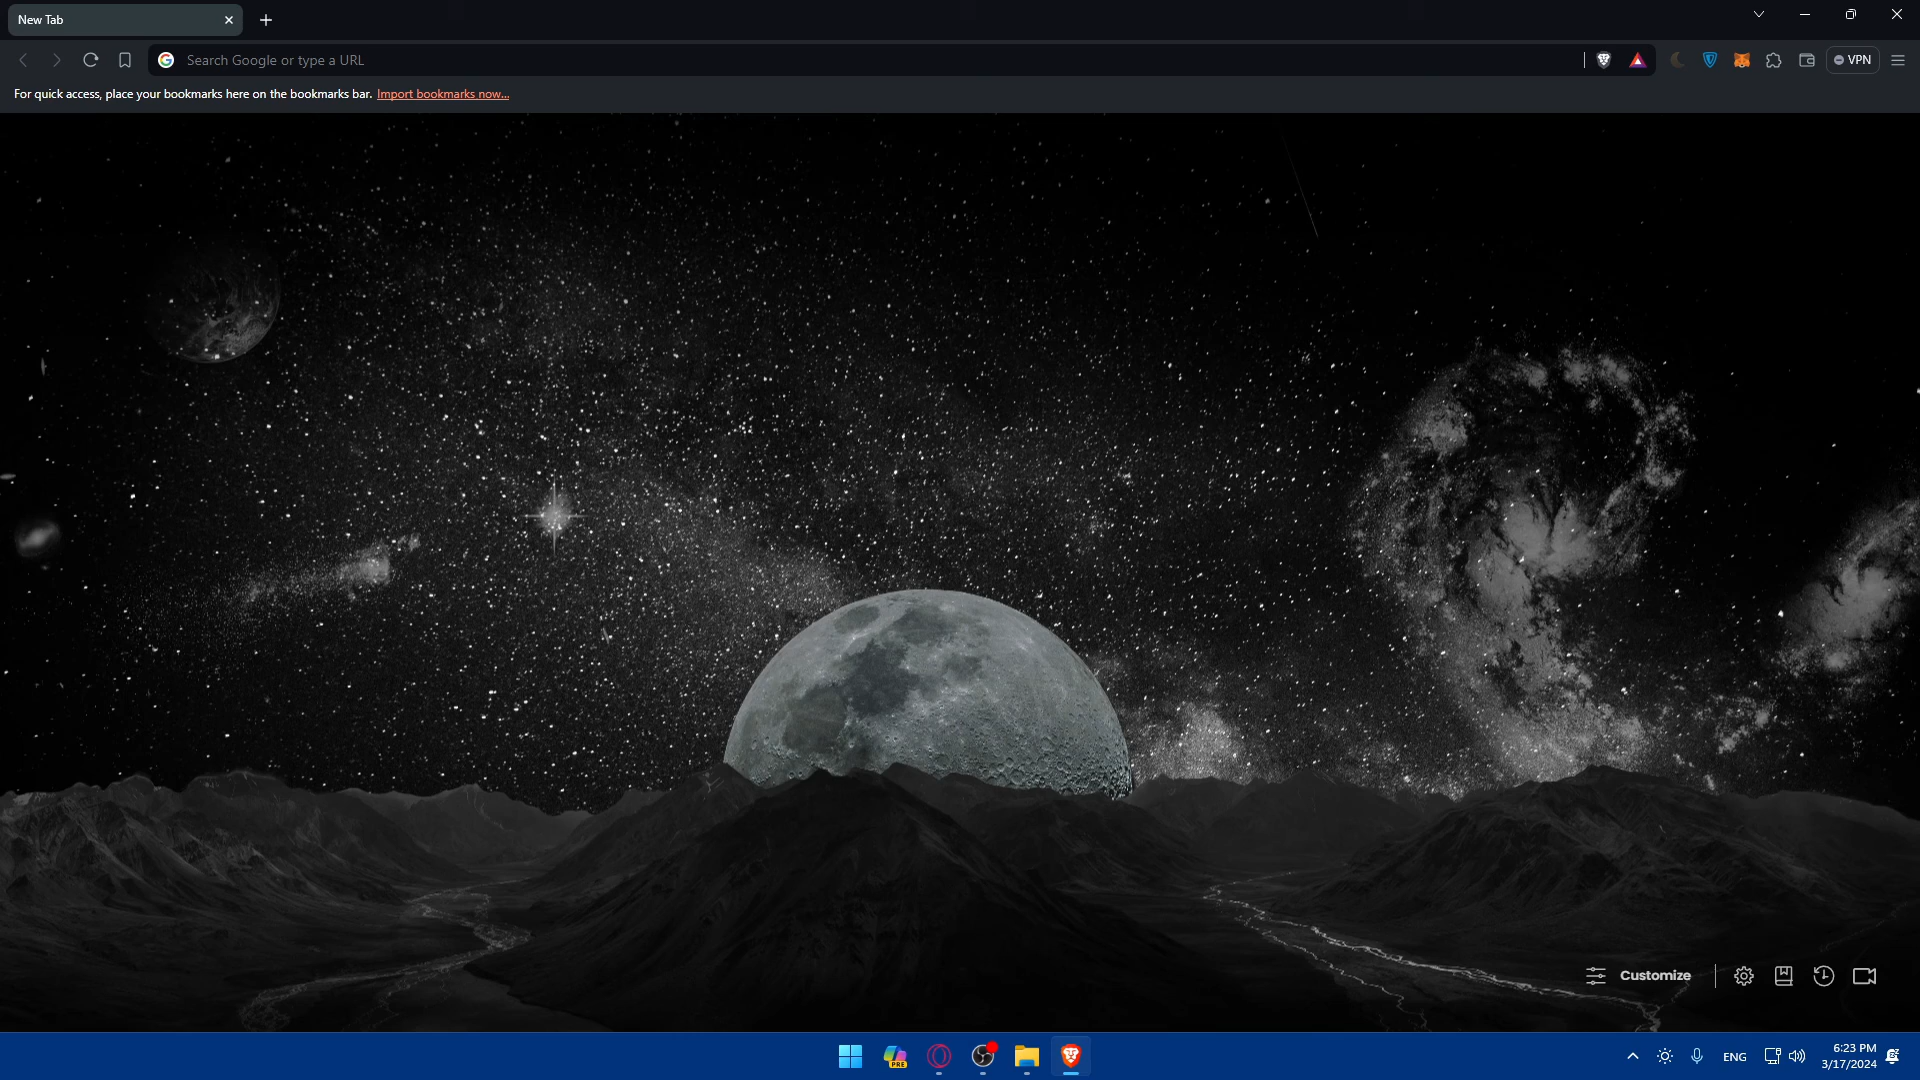 New Tab
Search Google or type a URL
VPN
For quick access, place your bookmarks here on the bookmarks bar. Import bookmarks now...
Customize
PRE
ENG
6:23 PM
3/17/2024